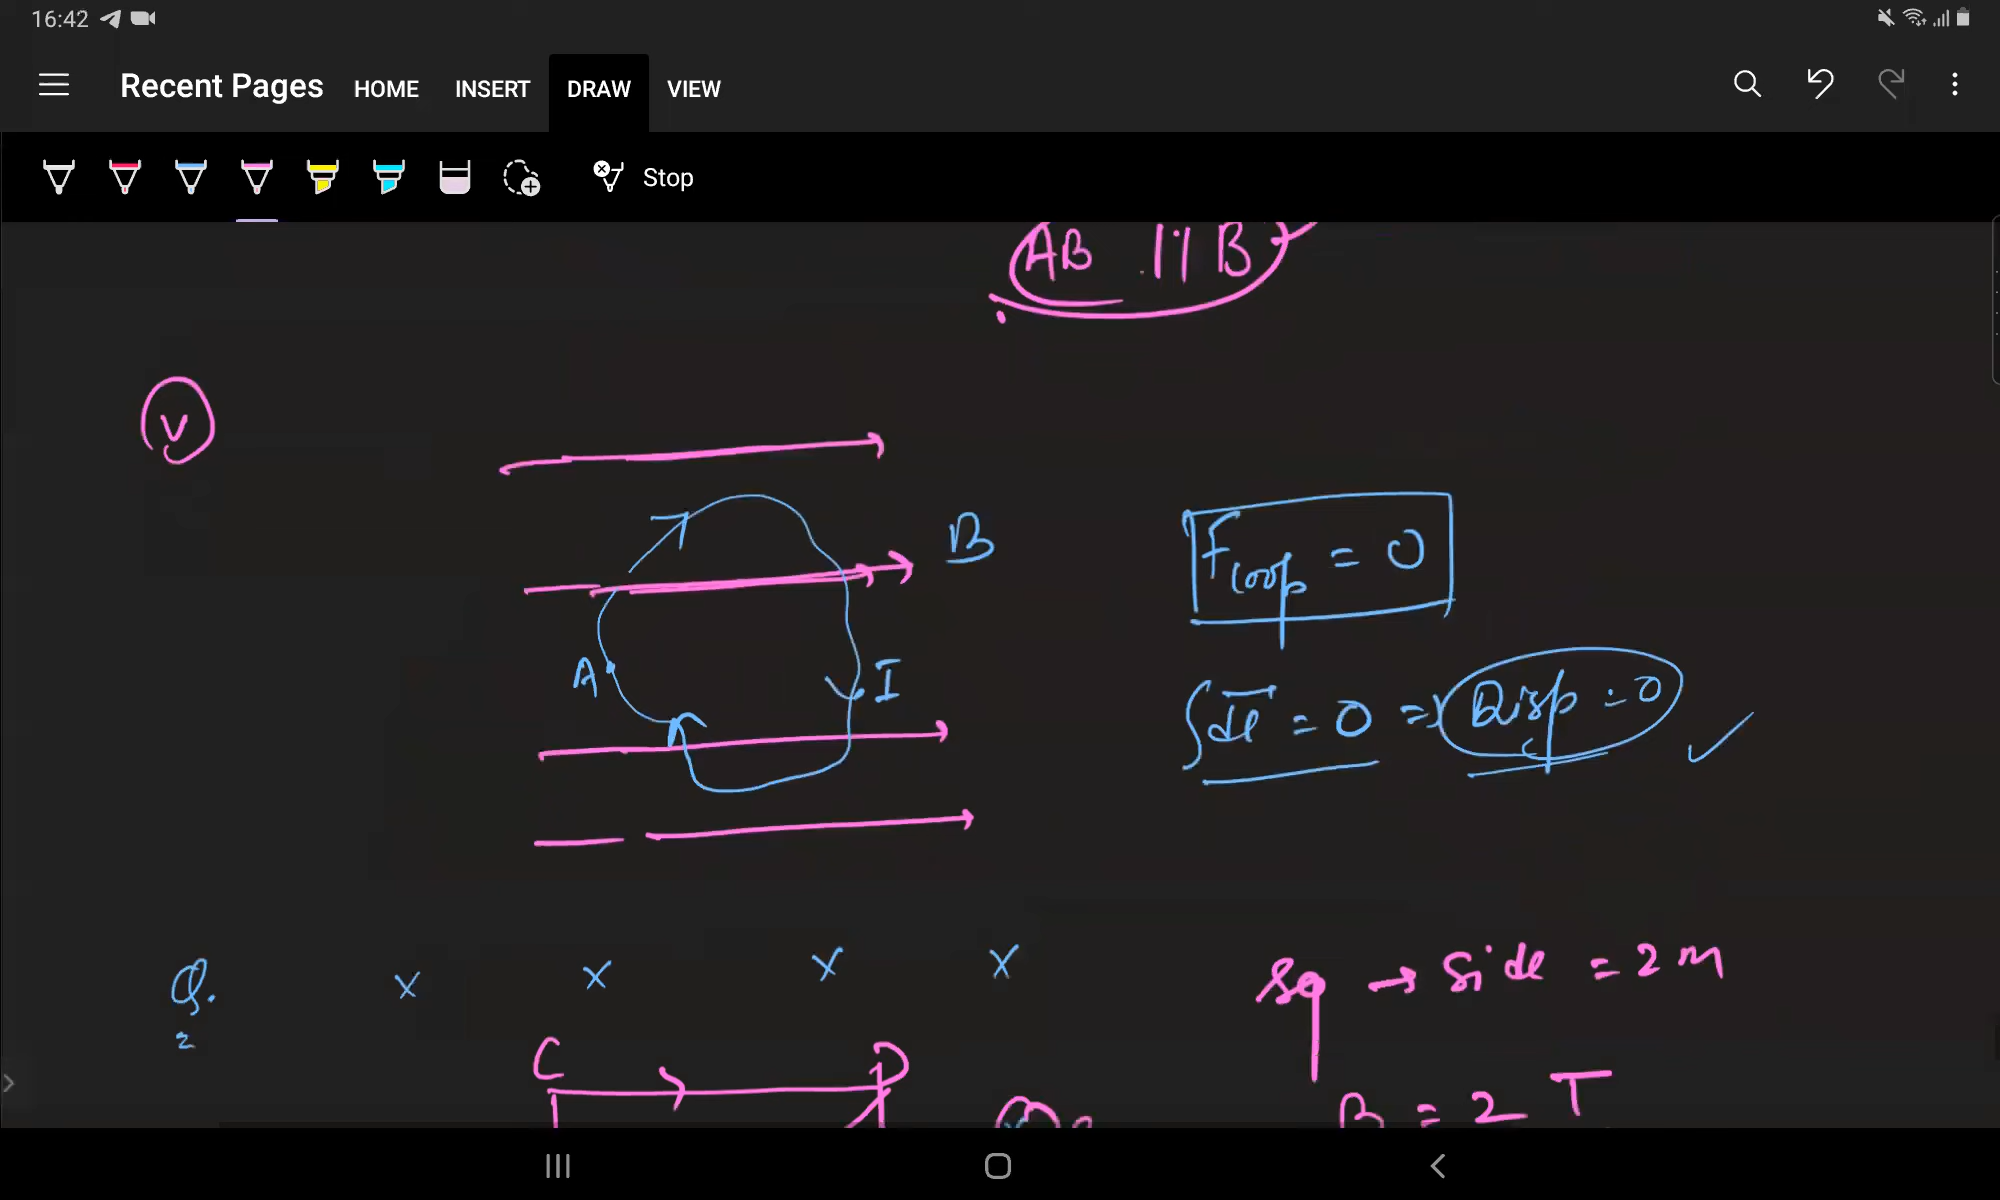 16:42
Recent Pages HOME INSERT DRAW VIEW
Stop
AB || B
V
B
F loop = 0
A
I
∫ dl = 0 => Disp = 0
Q. 2
x x x x
Sq → Side = 2 m
C D
B = 2 T